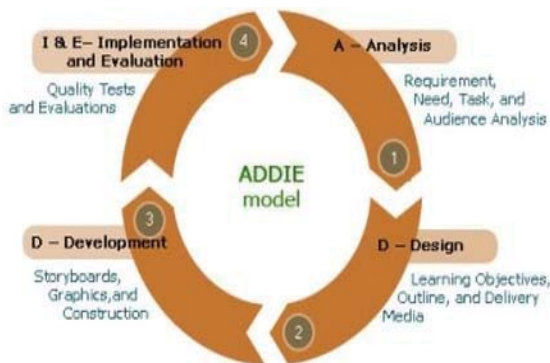 I & E– Implementation
and Evaluation
Quality Tests
and Evaluations
4
A – Analysis
Requirement,
Need, Task, and
Audience Analysis
1
ADDIE
model
D – Development
Storyboards,
Graphics,and
Construction
3
D – Design
Learning Objectives,
Outline, and Delivery
Media
2